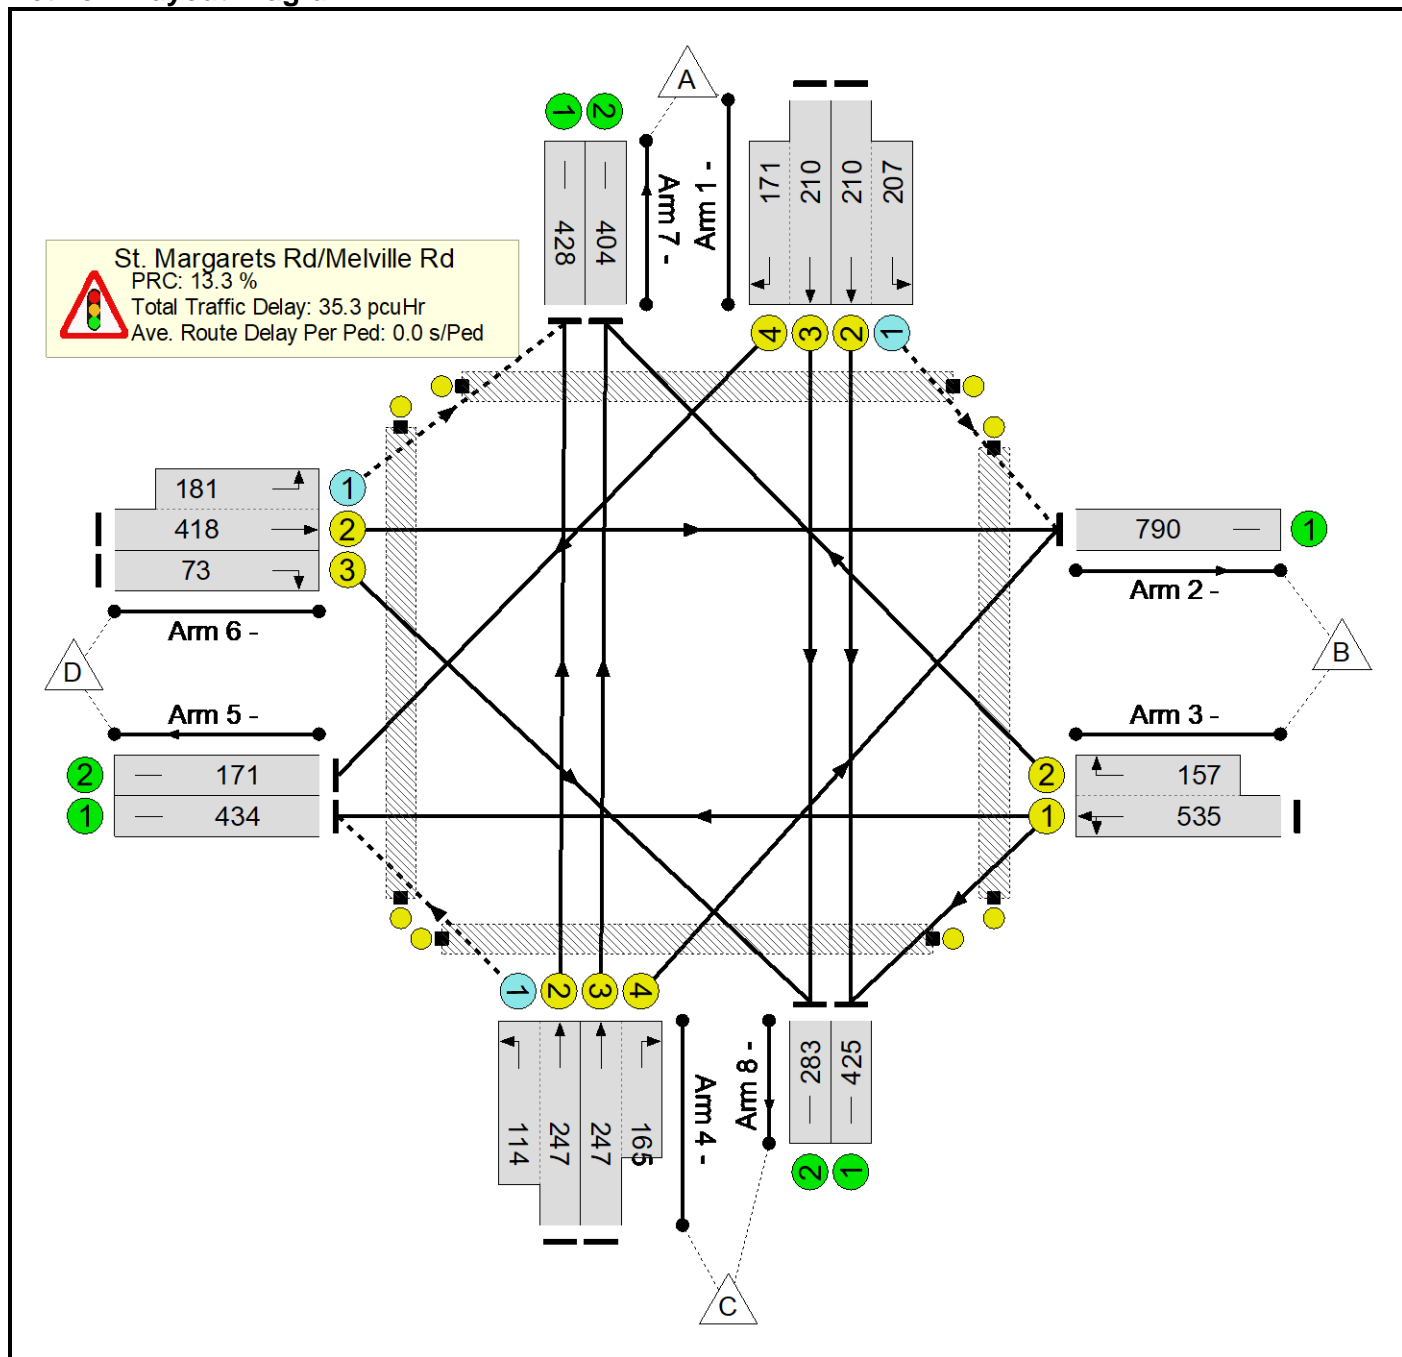 A
1
2
428
404
Arm 7 -
Arm 1 -
171
210
210
207
4
3
2
1
St. Margarets Rd/Melville Rd
PRC: 13.3 %
Total Traffic Delay: 35.3 pcuHr
Ave. Route Delay Per Ped: 0.0 s/Ped
181
1
418
2
73
3
Arm 6 -
D
Arm 5 -
2
171
1
434
790
1
Arm 2 -
B
Arm 3 -
2
157
1
535
1
2
3
4
114
247
247
165
Arm 4 -
Arm 8 -
283
425
2
1
C